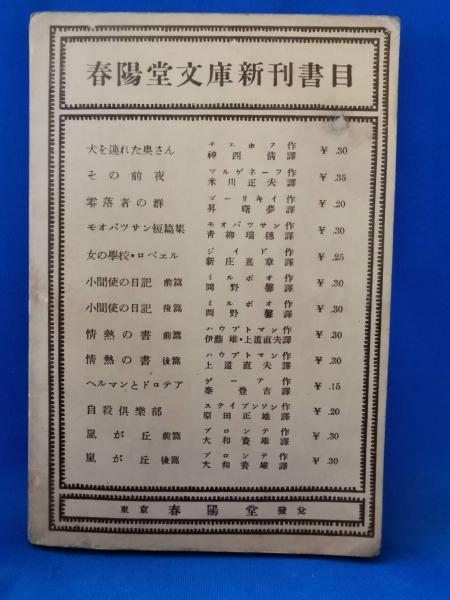 春陽堂文庫新刊書目
犬を連れた奥さん チエホフ作 神西清譯 ¥ .30
その前夜 ツルゲネーフ作 米川正夫譯 ¥ .35
零落者の群 ゴーリキイ作 昇曙夢譯 ¥ .20
モオパツサン短篇集 モオパツサン作 青柳瑞穗譯 ¥ .30
女の學校・ロベェル ジイド作 新庄嘉章譯 ¥ .25
小間使の日記 前篇 ミルボオ作 岡野馨譯 ¥ .30
小間使の日記 後篇 ミルボオ作 岡野馨譯 ¥ .30
情熱の書 前篇 ハウプトマン作 伊藤雄・上道直夫譯 ¥ .30
情熱の書 後篇 ハウプトマン作 上道直夫譯 ¥ .30
ヘルマンとドロテア ゲーテ作 秦豊吉譯 ¥ .15
自殺倶樂部 ステイブンソン作 原田正雄譯 ¥ .20
嵐が丘 前篇 ブロンテ作 大和養雄譯 ¥ .30
嵐が丘 後篇 ブロンテ作 大和養雄譯 ¥ .30
東京 春陽堂 發兌